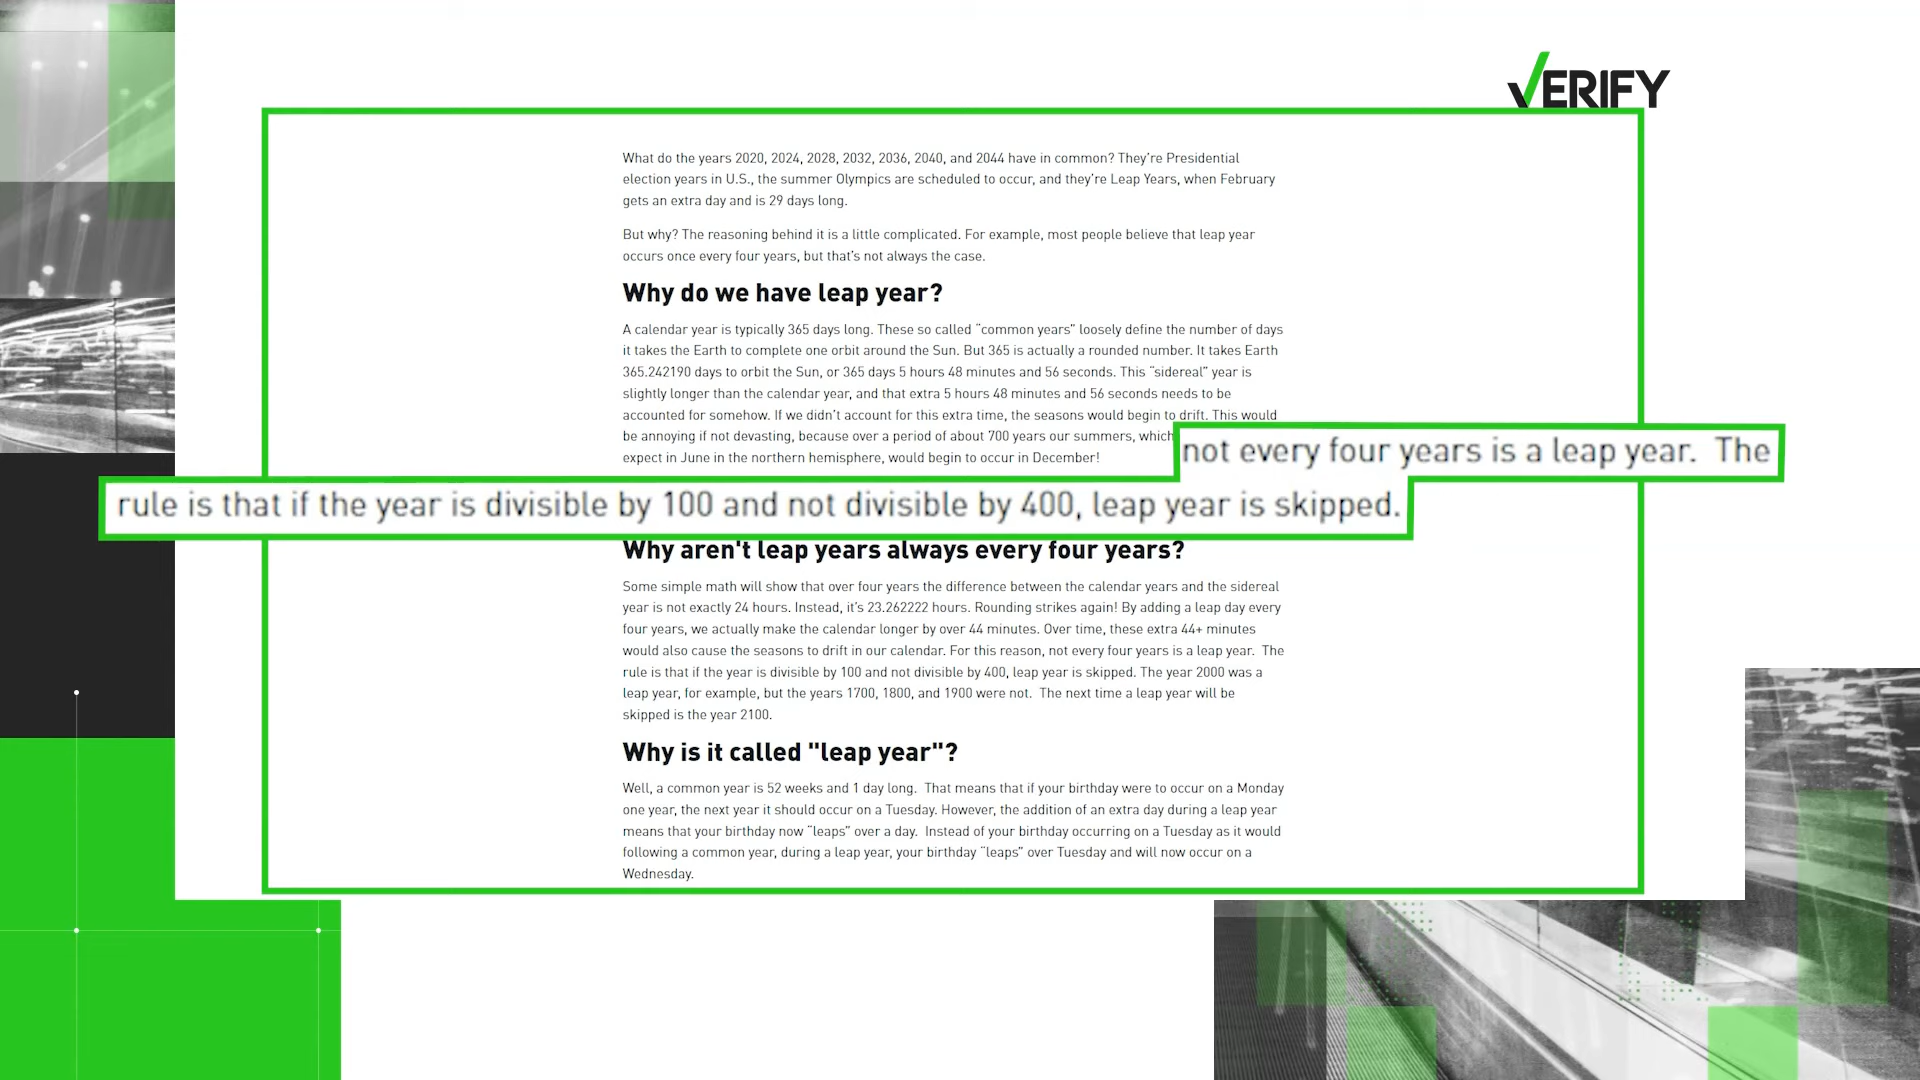 VERIFY
What do the years 2020, 2024, 2028, 2032, 2036, 2040, and 2044 have in common? They're Presidential
election years in U.S., the summer Olympics are scheduled to occur, and they're Leap Years, when February
gets an extra day and is 29 days long.
But why? The reasoning behind it is a little complicated. For example, most people believe that leap year
occurs once every four years, but that's not always the case.
Why do we have leap year?
A calendar year is typically 365 days long. These so called "common years" loosely define the number of days
it takes the Earth to complete one orbit around the Sun. But 365 is actually a rounded number. It takes Earth
365.242190 days to orbit the Sun, or 365 days 5 hours 48 minutes and 56 seconds. This "sidereal" year is
slightly longer than the calendar year, and that extra 5 hours 48 minutes and 56 seconds needs to be
accounted for somehow. If we didn't account for this extra time, the seasons would begin to drift. This would
be annoying if not devasting, because over a period of about 700 years our summers, which
expect in June in the northern hemisphere, would begin to occur in December!
not every four years is a leap year. The
rule is that if the year is divisible by 100 and not divisible by 400, leap year is skipped.
Why aren't leap years always every four years?
Some simple math will show that over four years the difference between the calendar years and the sidereal
year is not exactly 24 hours. Instead, it's 23.262222 hours. Rounding strikes again! By adding a leap day every
four years, we actually make the calendar longer by over 44 minutes. Over time, these extra 44+ minutes
would also cause the seasons to drift in our calendar. For this reason, not every four years is a leap year. The
rule is that if the year is divisible by 100 and not divisible by 400, leap year is skipped. The year 2000 was a
leap year, for example, but the years 1700, 1800, and 1900 were not. The next time a leap year will be
skipped is the year 2100.
Why is it called "leap year"?
Well, a common year is 52 weeks and 1 day long. That means that if your birthday were to occur on a Monday
one year, the next year it should occur on a Tuesday. However, the addition of an extra day during a leap year
means that your birthday now "leaps" over a day. Instead of your birthday occurring on a Tuesday as it would
following a common year, during a leap year, your birthday "leaps" over Tuesday and will now occur on a
Wednesday.